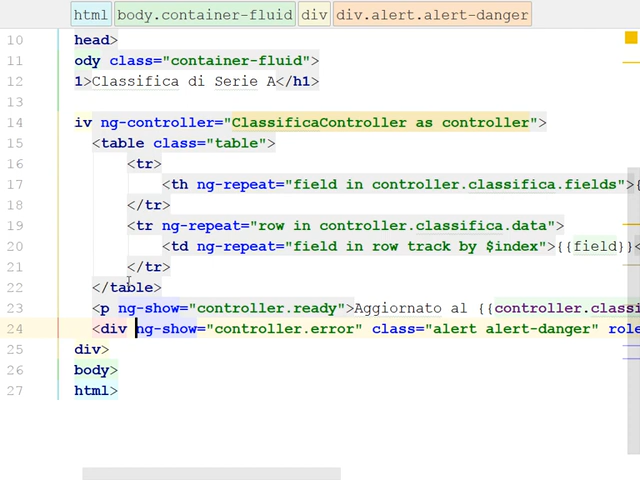 html body.container-fluid div div.alert.alert-danger
10 head>
11 ody class="container-fluid">
12 1>Classifica di Serie A</h1>
13
14 iv ng-controller="ClassificaController as controller">
15 <table class="table">
16 <tr>
17 <th ng-repeat="field in controller.classifica.fields">{
18 </tr>
19 <tr ng-repeat="row in controller.classifica.data">
20 <td ng-repeat="field in row track by $index">{{field}}<
21 </tr>
22 </table>
23 <p ng-show="controller.ready">Aggiornato al {{controller.classi
24 <div ng-show="controller.error" class="alert alert-danger" role
25 div>
26 body>
27 html>